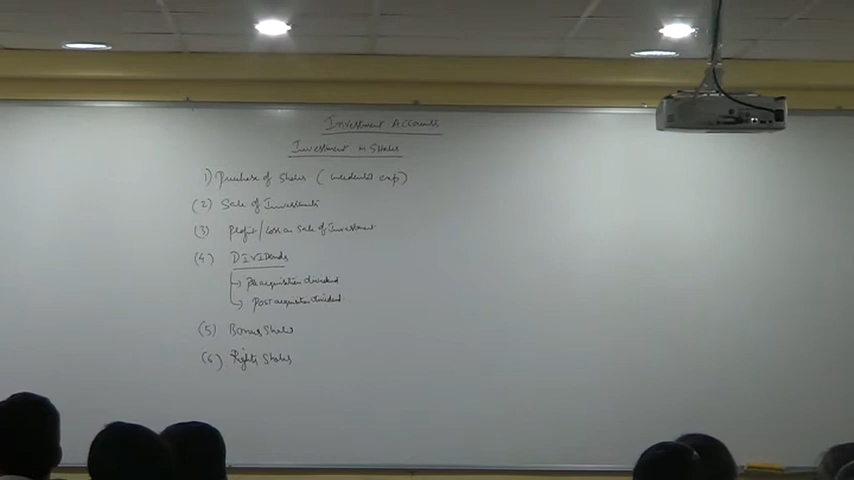 Investment Accounts
Investment in Shares
1) Purchase of Shares (Incidental exp)
(2) Sale of Investments
(3) Profit/Loss on Sale of Investment
(4) DIVIDends
→ Pre acquisition dividend
→ Post acquisition dividend
(5) Bonus Shares
(6) Rights Shares